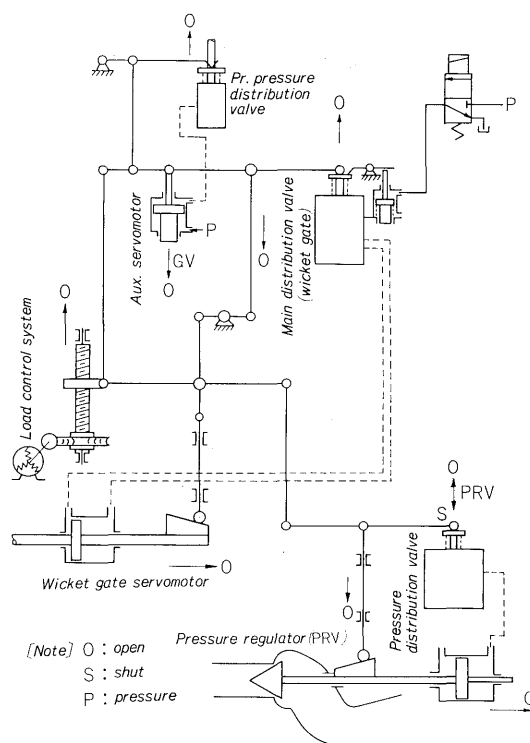 O
Pr. pressure
distribution
valve
O
P
Aux. servomotor
P
GV
O
O
Main distribution valve
(wicket gate)
O
Load control system
O
PRV
S
O
Wicket gate servomotor
O
Pressure
distribution valve
[Note] O : open
S : shut
P : pressure
Pressure regulator (PRV)
O